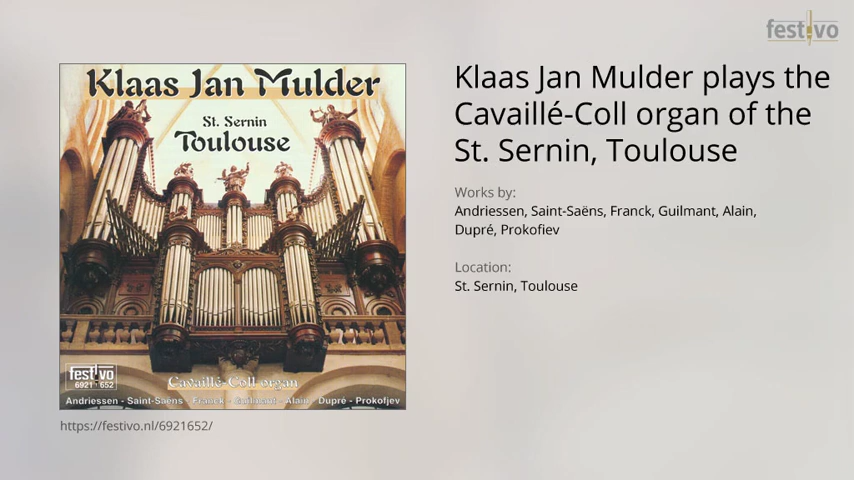 festivo
Klaas Jan Mulder
St. Sernin
Toulouse
festivo
6921 652
Cavaillé-Coll organ
Andriessen - Saint-Saëns - Franck - Guilmant - Alain - Dupré - Prokofjev
https://festivo.nl/6921652/
Klaas Jan Mulder plays the
Cavaillé-Coll organ of the
St. Sernin, Toulouse
Works by:
Andriessen, Saint-Saëns, Franck, Guilmant, Alain,
Dupré, Prokofiev
Location:
St. Sernin, Toulouse